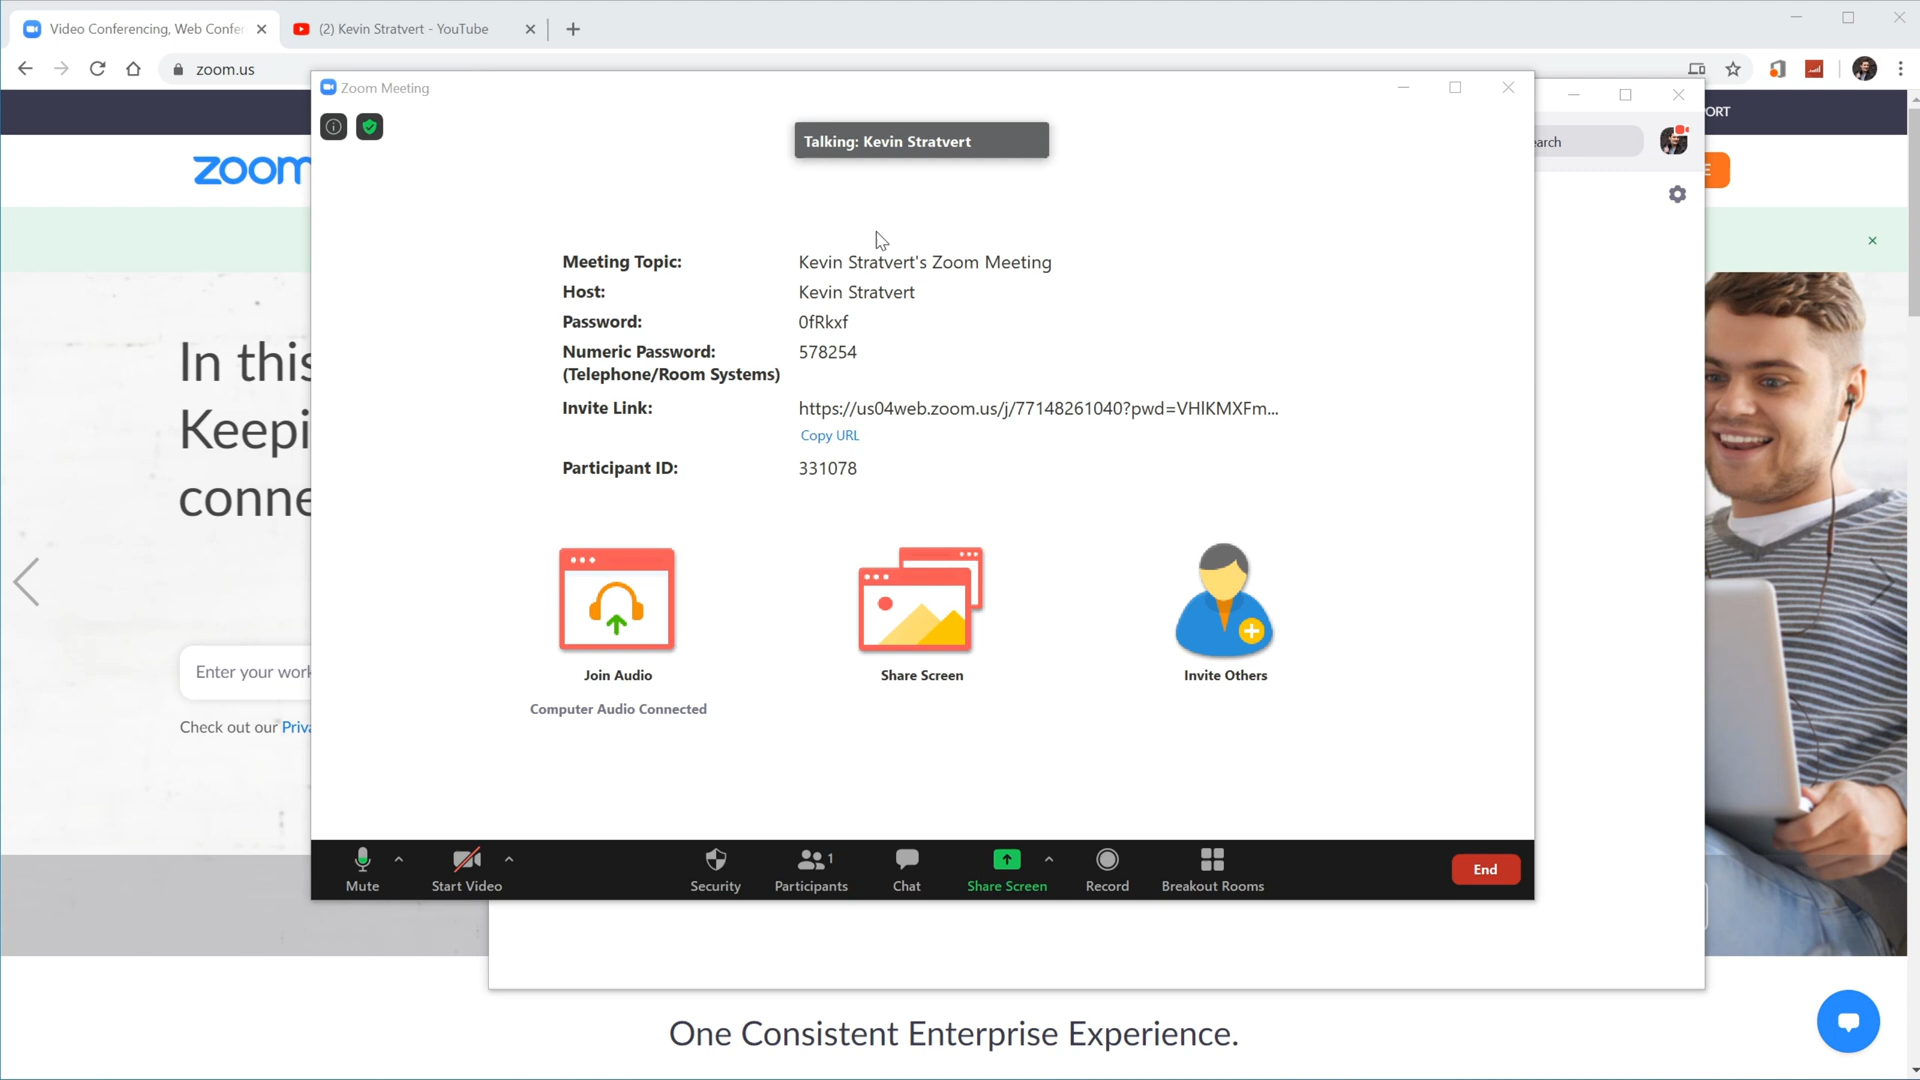 Video Conferencing, Web Confer
(2) Kevin Stratvert - YouTube
zoom.us
Zoom Meeting
ORT
Talking: Kevin Stratvert
earch
zoom
E
Meeting Topic: Kevin Stratvert's Zoom Meeting
Host: Kevin Stratvert
Password: 0fRkxf
Numeric Password: 578254
(Telephone/Room Systems)
Invite Link: https://us04web.zoom.us/j/77148261040?pwd=VHlKMXFm...
Copy URL
Participant ID: 331078
In this
Keepi
conne
Enter your work
Check out our Priva
Join Audio
Share Screen
Invite Others
Computer Audio Connected
Mute
Start Video
Security
1
Participants
Chat
Share Screen
Record
Breakout Rooms
End
One Consistent Enterprise Experience.